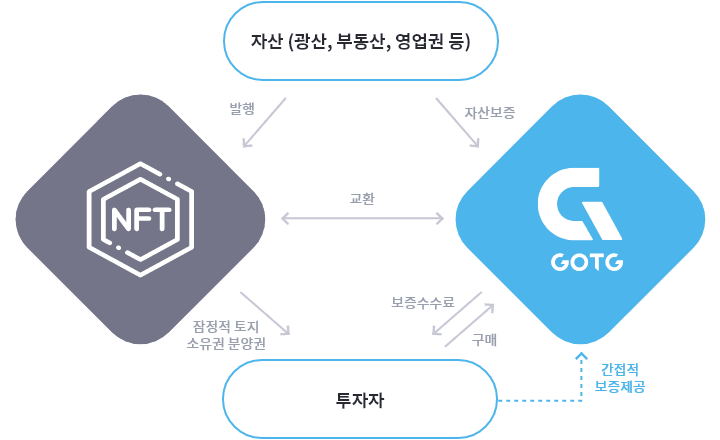 자산 (광산, 부동산, 영업권 등)
발행
자산보증
NFT
교환
GOTG
잠정적 토지
소유권 분양권
보증수수료
구매
투자자
간접적
보증제공